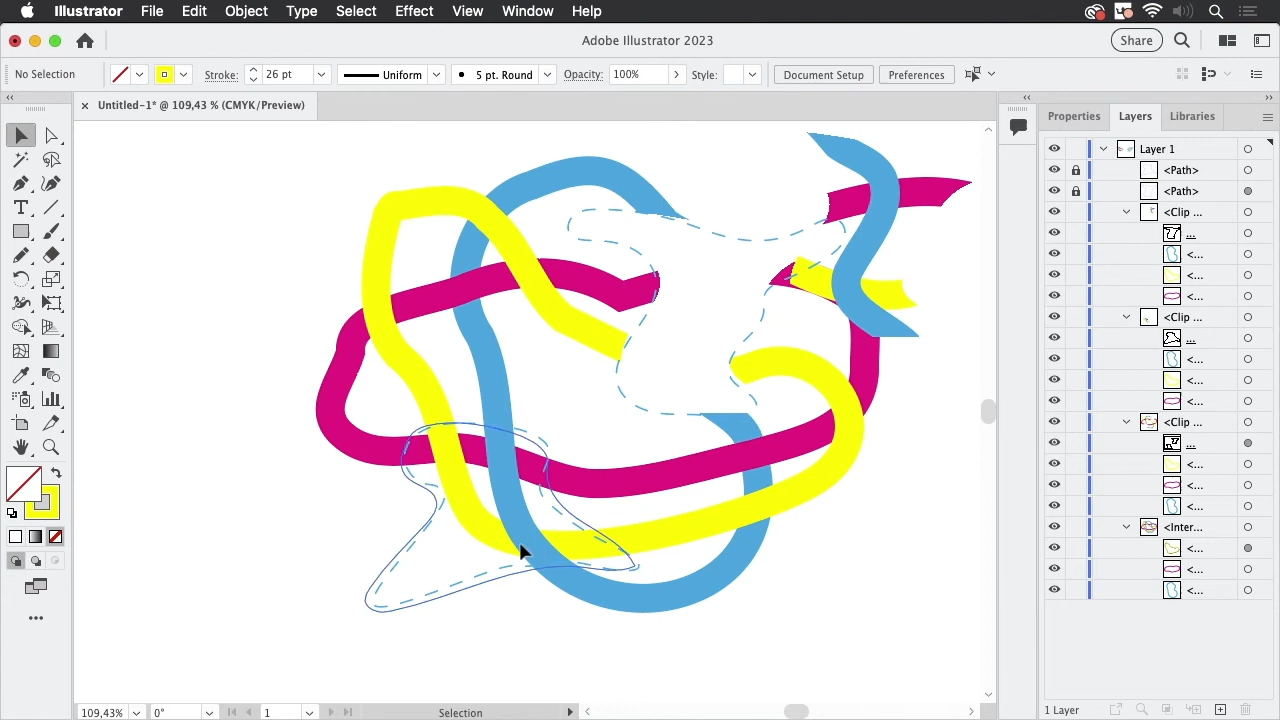 Illustrator File Edit Object Type Select Effect View Window Help
Adobe Illustrator 2023
Share
No Selection
Stroke:
26 pt
Uniform
5 pt. Round
Opacity:
100%
Style:
Document Setup
Preferences
Untitled-1* @ 109,43 % (CMYK/Preview)
Properties Layers Libraries
Layer 1
<Path>
<Path>
<Clip ...
...
<...
<...
<...
<Clip ...
...
<...
<...
<...
<Clip ...
...
<...
<...
<...
<Inter...
<...
<...
<...
109,43%
0°
1
Selection
1 Layer